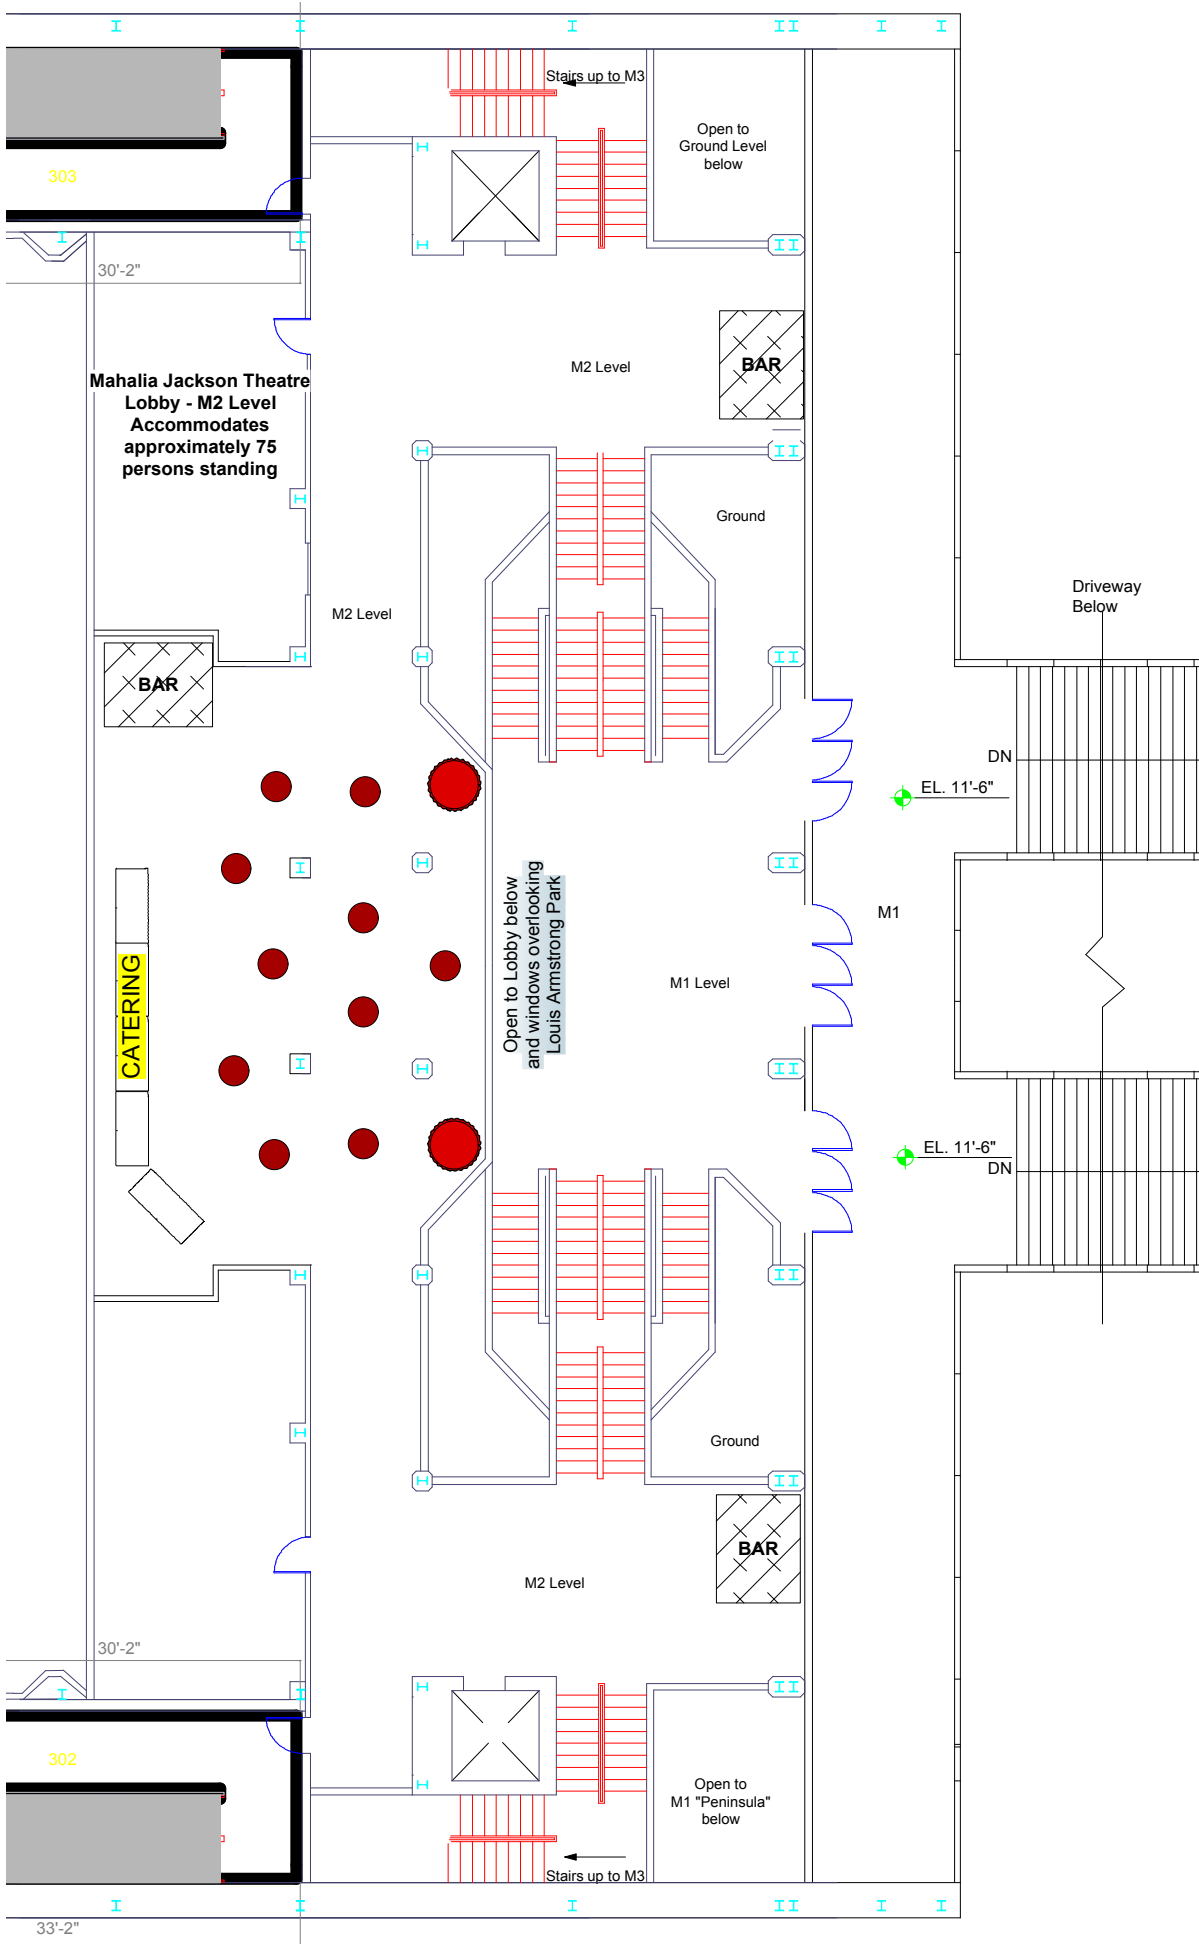 Stairs up to M3
Open to
Ground Level
below
303
30'-2"
M2 Level
BAR
Mahalia Jackson Theatre
Lobby - M2 Level
Accommodates
approximately 75
persons standing
Ground
Driveway
Below
M2 Level
BAR
DN
EL. 11'-6"
Open to Lobby below
and windows overlooking
Louis Armstrong Park
M1
CATERING
M1 Level
EL. 11'-6"
DN
Ground
BAR
M2 Level
30'-2"
302
Open to
M1 "Peninsula"
below
Stairs up to M3
33'-2"